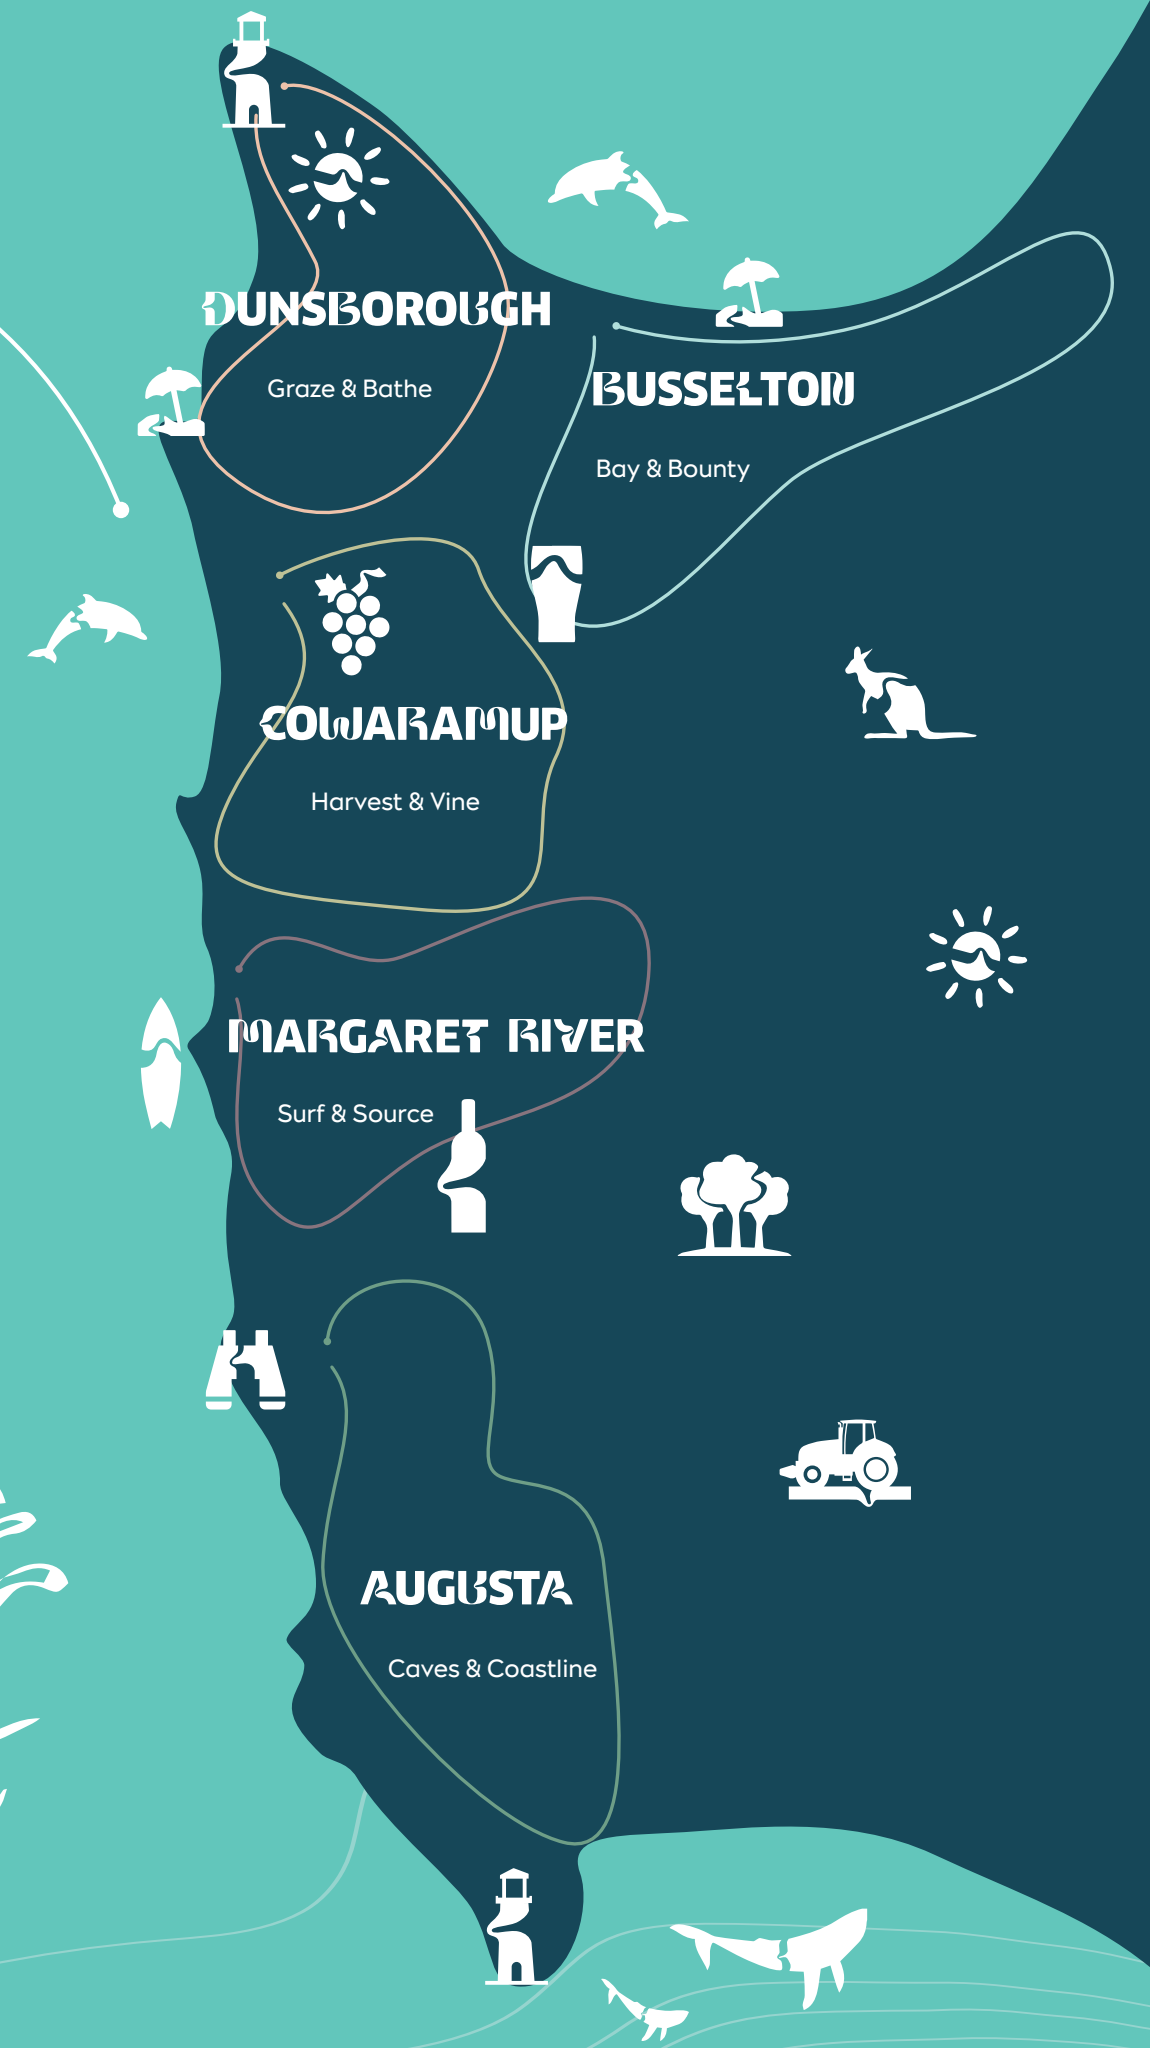 DUNSBOROUGH
Graze & Bathe
BUSSELTON
Bay & Bounty
COWARAMUP
Harvest & Vine
MARGARET RIVER
Surf & Source
AUGUSTA
Caves & Coastline